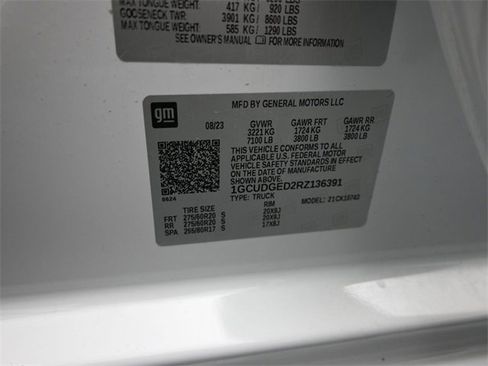 MAX TONGUE WEIGHT: 417 KG / 920 LBS
GOOSENECK TWR: 3901 KG / 8600 LBS
MAX TONGUE WEIGHT: 585 KG / 1290 LBS
SEE OWNER'S MANUAL FOR MORE INFORMATION
gm
MFD BY GENERAL MOTORS LLC
08/23 GVWR GAWR FRT GAWR RR
3221 KG 1724 KG 1724 KG
7100 LB 3800 LB 3800 LB
THIS VEHICLE CONFORMS TO ALL
APPLICABLE U.S. FEDERAL MOTOR
VEHICLE SAFETY AND THEFT
PREVENTION STANDARDS IN EFFECT
ON THE DATE OF MANUFACTURE
SHOWN ABOVE.
1GCUDGED2RZ136391
TYPE: TRUCK MODEL:
TIRE SIZE RIM
FRT 275/60R20 S 20X9J
RR 275/60R20 S 20X9J
SPA 255/80R17 S 17X8J